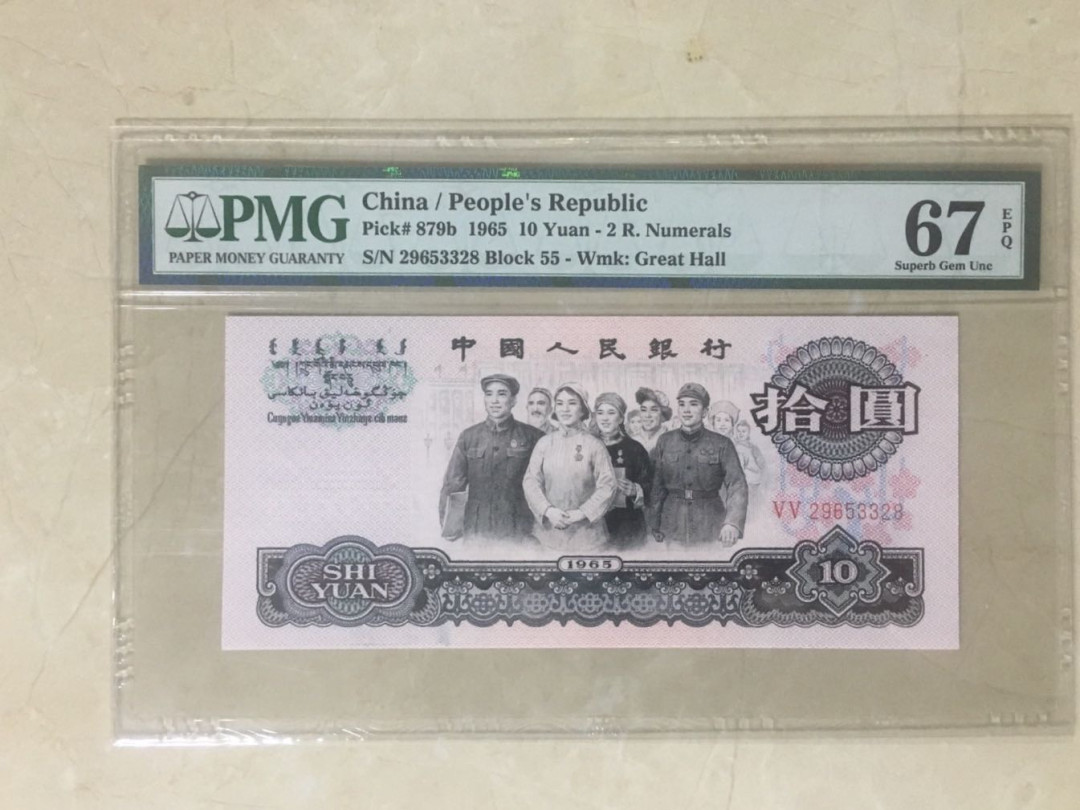 PMG
PAPER MONEY GUARANTY
China / People's Republic
Pick# 879b 1965 10 Yuan - 2 R. Numerals
S/N 29653328 Block 55 - Wmk: Great Hall
67
EPQ
Superb Gem Unc
中國人民銀行
拾圓
VV 29653328
1965
SHI
YUAN
10